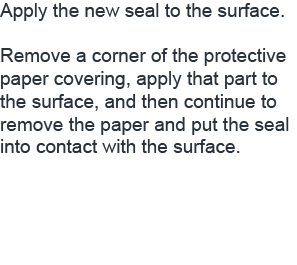 Apply the new seal to the surface.
Remove a corner of the protective
paper covering, apply that part to
the surface, and then continue to
remove the paper and put the seal
into contact with the surface.